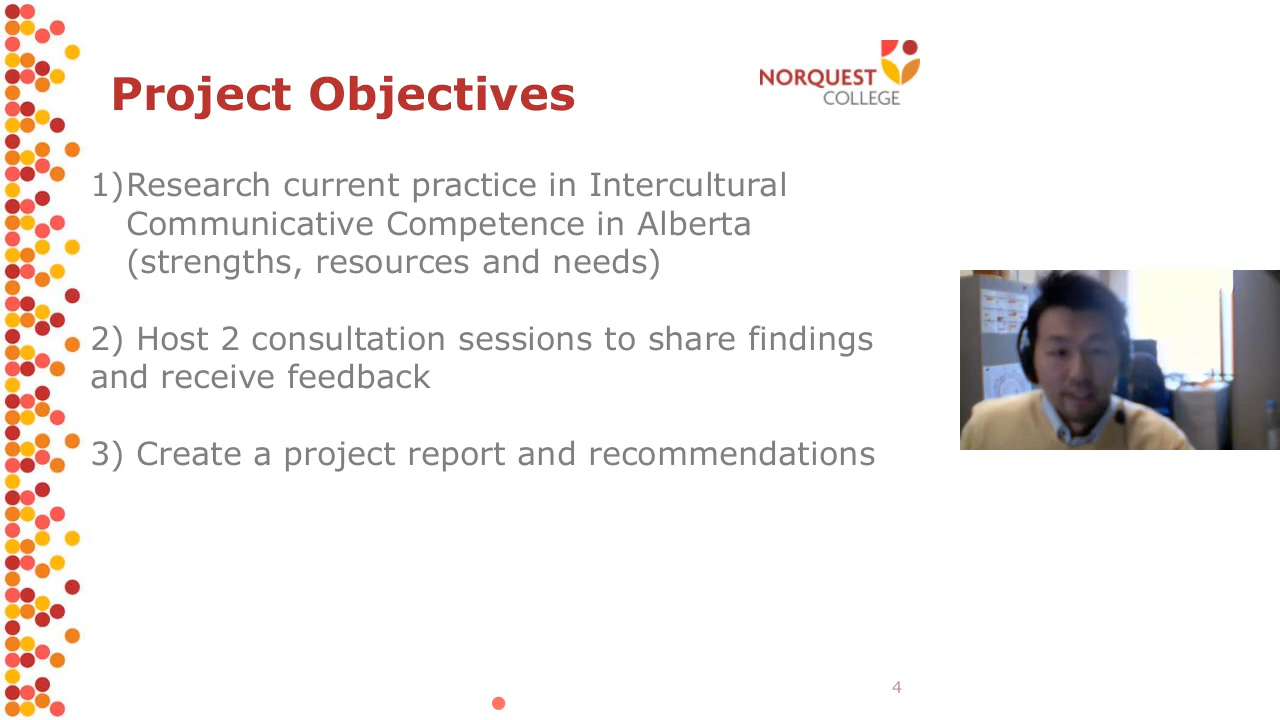 Project Objectives
NORQUEST
COLLEGE
1)Research current practice in Intercultural
Communicative Competence in Alberta
(strengths, resources and needs)
2) Host 2 consultation sessions to share findings
and receive feedback
3) Create a project report and recommendations
4